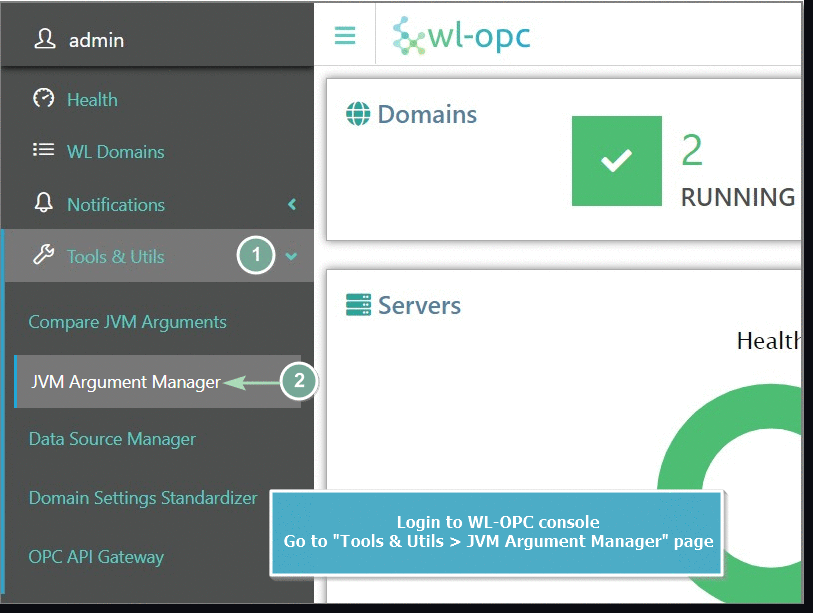 admin
wl-opc
Health
WL Domains
Notifications
Tools & Utils
1
Compare JVM Arguments
JVM Argument Manager
2
Data Source Manager
Domain Settings Standardizer
OPC API Gateway
Domains
2
RUNNING
Servers
Health
Login to WL-OPC console
Go to "Tools & Utils > JVM Argument Manager" page